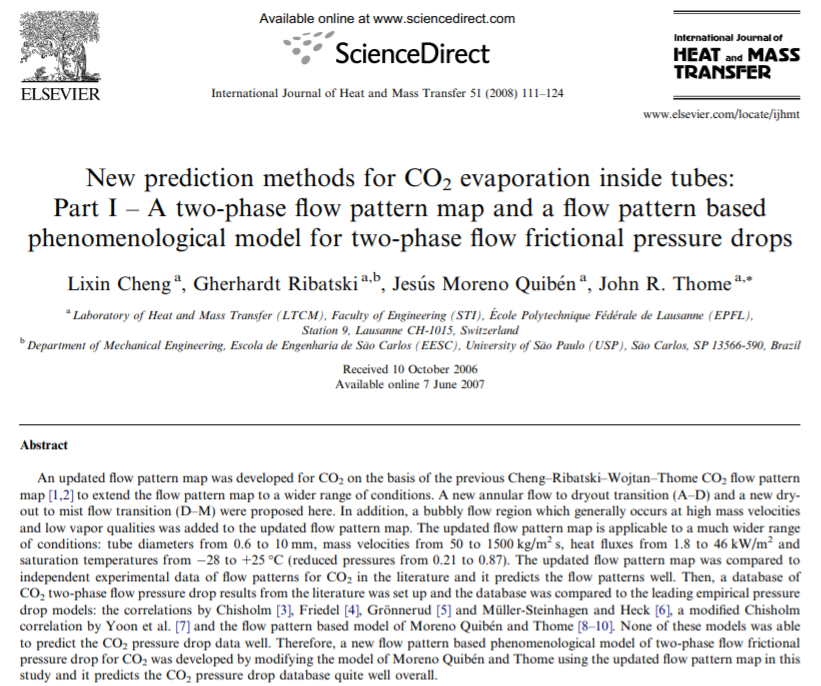 Available online at www.sciencedirect.com
ScienceDirect
ELSEVIER
International Journal of Heat and Mass Transfer 51 (2008) 111–124
International Journal of
HEAT and MASS
TRANSFER
www.elsevier.com/locate/ijhmt
New prediction methods for CO₂ evaporation inside tubes:
Part I – A two-phase flow pattern map and a flow pattern based
phenomenological model for two-phase flow frictional pressure drops
Lixin Cheng ᵃ, Gherhardt Ribatski ᵃ,ᵇ, Jesús Moreno Quibén ᵃ, John R. Thome ᵃ,*
ᵃ Laboratory of Heat and Mass Transfer (LTCM), Faculty of Engineering (STI), École Polytechnique Fédérale de Lausanne (EPFL),
Station 9, Lausanne CH-1015, Switzerland
ᵇ Department of Mechanical Engineering, Escola de Engenharia de São Carlos (EESC), University of São Paulo (USP), São Carlos, SP 13566-590, Brazil
Received 10 October 2006
Available online 7 June 2007
Abstract
An updated flow pattern map was developed for CO₂ on the basis of the previous Cheng–Ribatski–Wojtan–Thome CO₂ flow pattern
map [1,2] to extend the flow pattern map to a wider range of conditions. A new annular flow to dryout transition (A–D) and a new dry-
out to mist flow transition (D–M) were proposed here. In addition, a bubbly flow region which generally occurs at high mass velocities
and low vapor qualities was added to the updated flow pattern map. The updated flow pattern map is applicable to a much wider range
of conditions: tube diameters from 0.6 to 10 mm, mass velocities from 50 to 1500 kg/m² s, heat fluxes from 1.8 to 46 kW/m² and
saturation temperatures from −28 to +25 °C (reduced pressures from 0.21 to 0.87). The updated flow pattern map was compared to
independent experimental data of flow patterns for CO₂ in the literature and it predicts the flow patterns well. Then, a database of
CO₂ two-phase flow pressure drop results from the literature was set up and the database was compared to the leading empirical pressure
drop models: the correlations by Chisholm [3], Friedel [4], Grönnerud [5] and Müller-Steinhagen and Heck [6], a modified Chisholm
correlation by Yoon et al. [7] and the flow pattern based model of Moreno Quibén and Thome [8–10]. None of these models was able
to predict the CO₂ pressure drop data well. Therefore, a new flow pattern based phenomenological model of two-phase flow frictional
pressure drop for CO₂ was developed by modifying the model of Moreno Quibén and Thome using the updated flow pattern map in this
study and it predicts the CO₂ pressure drop database quite well overall.